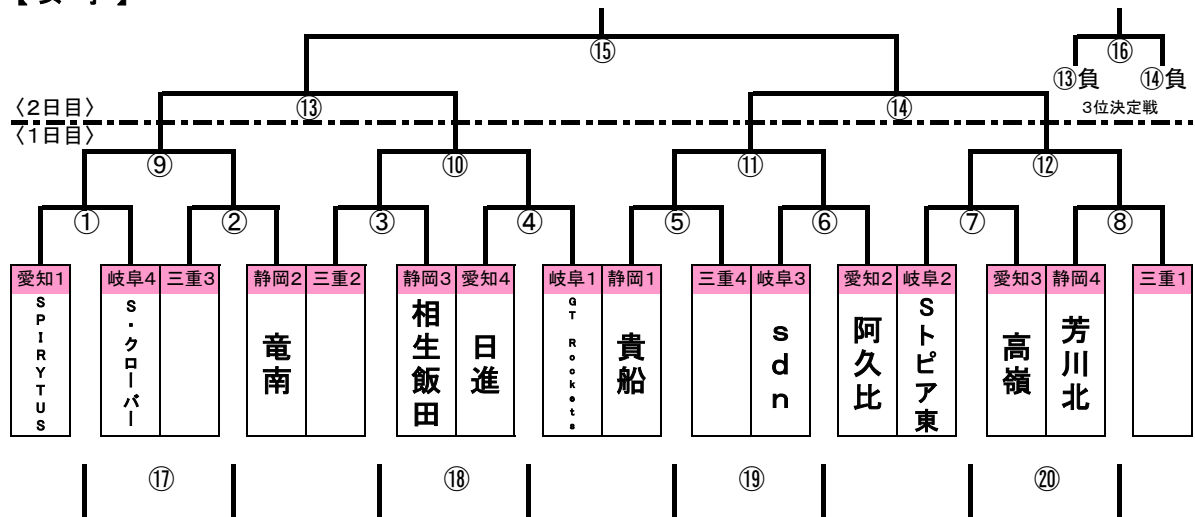 【女子】
⑮
⑯
⑬負 ⑭負
〈2日目〉
⑬
⑭
3位決定戦
〈1日目〉
⑨
⑩
⑪
⑫
①
②
③
④
⑤
⑥
⑦
⑧
愛知1
岐阜4
三重3
静岡2
三重2
静岡3
愛知4
岐阜1
静岡1
三重4
岐阜3
愛知2
岐阜2
愛知3
静岡4
三重1
SPIRYTUS
S・クローバー
竜南
相生飯田
日進
GT Rookets
貴船
sdn
阿久比
Sトピア東
高嶺
芳川北
⑰
⑱
⑲
⑳